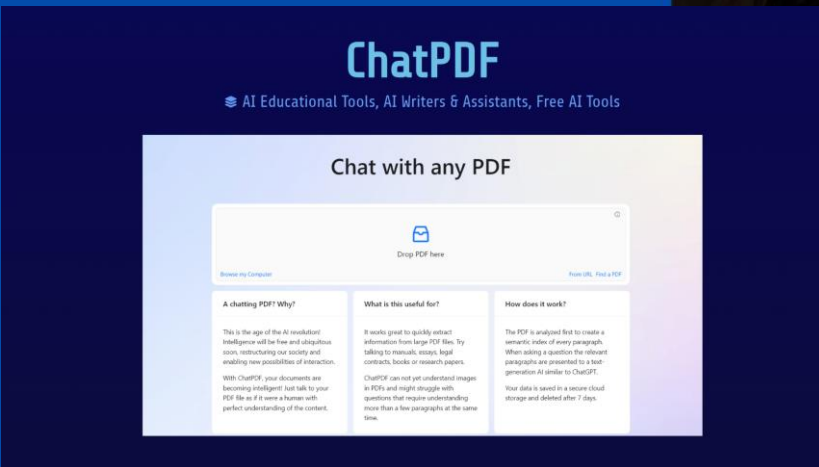 ChatPDF
AI Educational Tools, AI Writers & Assistants, Free AI Tools
Chat with any PDF
Drop PDF here
Browse my Computer
From URL Find a PDF
A chatting PDF? Why?
This is the age of the AI revolution!
Intelligence will be free and ubiquitous
soon, restructuring our society and
enabling new possibilities of interaction.
With ChatPDF, your documents are
becoming intelligent! Just talk to your
PDF file as if it were a human with
perfect understanding of the content.
What is this useful for?
It works great to quickly extract
information from large PDF files. Try
talking to manuals, essays, legal
contracts, books or research papers.
ChatPDF can not yet understand images
in PDFs and might struggle with
questions that require understanding
more than a few paragraphs at the same
time.
How does it work?
The PDF is analyzed first to create a
semantic index of every paragraph.
When asking a question the relevant
paragraphs are presented to a text-
generation AI similar to ChatGPT.
Your data is saved in a secure cloud
storage and deleted after 7 days.